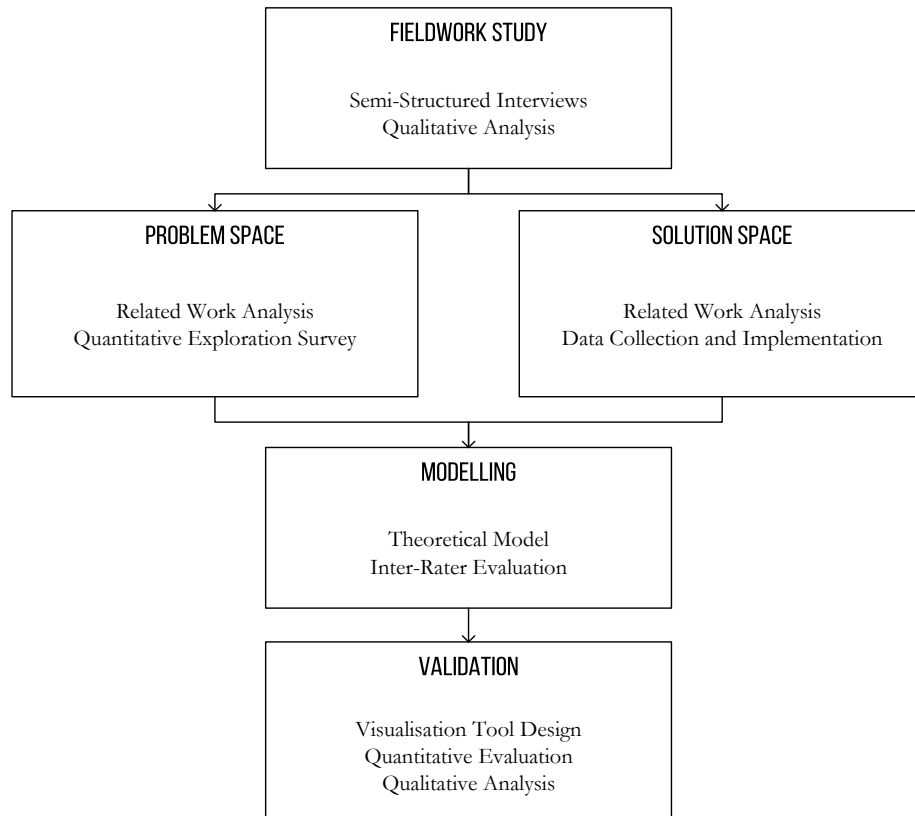 FIELDWORK STUDY
Semi-Structured Interviews
Qualitative Analysis
PROBLEM SPACE
Related Work Analysis
Quantitative Exploration Survey
SOLUTION SPACE
Related Work Analysis
Data Collection and Implementation
MODELLING
Theoretical Model
Inter-Rater Evaluation
VALIDATION
Visualisation Tool Design
Quantitative Evaluation
Qualitative Analysis